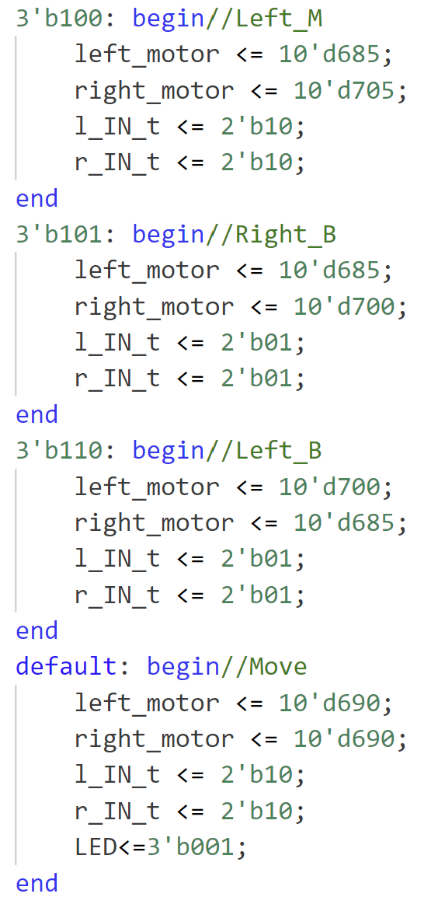 3'b100: begin//Left_M
    left_motor <= 10'd685;
    right_motor <= 10'd705;
    l_IN_t <= 2'b10;
    r_IN_t <= 2'b10;
end
3'b101: begin//Right_B
    left_motor <= 10'd685;
    right_motor <= 10'd700;
    l_IN_t <= 2'b01;
    r_IN_t <= 2'b01;
end
3'b110: begin//Left_B
    left_motor <= 10'd700;
    right_motor <= 10'd685;
    l_IN_t <= 2'b01;
    r_IN_t <= 2'b01;
end
default: begin//Move
    left_motor <= 10'd690;
    right_motor <= 10'd690;
    l_IN_t <= 2'b10;
    r_IN_t <= 2'b10;
    LED<=3'b001;
end